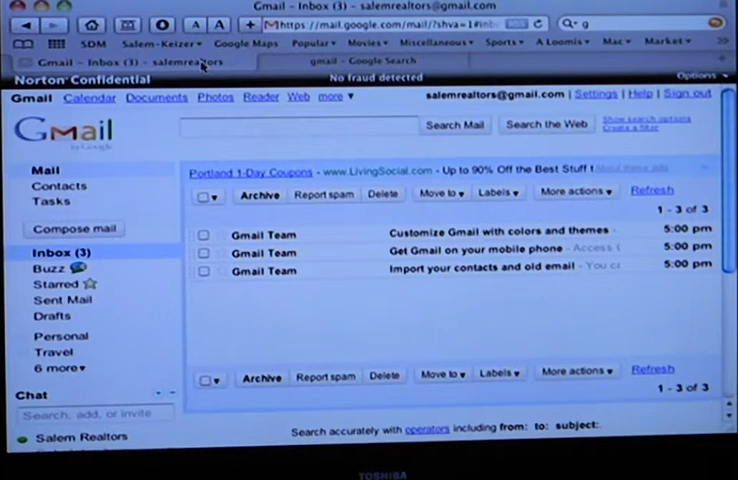 Gmail – Inbox (3) – salemrealtors@gmail.com
A A M https://mail.google.com/mail/?shva=1#inb g
SDM Salem-Keizer Google Maps Popular Movies Miscellaneous Sports A Loomis Mac Market
Gmail – Inbox (3) – salemrealtors gmail – Google Search
Norton Confidential No fraud detected Options
Gmail Calendar Documents Photos Reader Web more salemrealtors@gmail.com | Settings | Help | Sign out
Gmail by Google Search Mail Search the Web Show search options
Create a filter
Mail Portland 1-Day Coupons - www.LivingSocial.com - Up to 90% Off the Best Stuff About these ads
Contacts Archive Report spam Delete Move to Labels More actions Refresh
Tasks 1 - 3 of 3
Compose mail Gmail Team Customize Gmail with colors and themes - 5:00 pm
Inbox (3) Gmail Team Get Gmail on your mobile phone - Access 5:00 pm
Buzz Gmail Team Import your contacts and old email - You ca 5:00 pm
Starred
Sent Mail
Drafts
Personal
Travel
6 more Archive Report spam Delete Move to Labels More actions Refresh
Chat 1 - 3 of 3
Search, add, or invite
Salem Realtors Search accurately with operators including from: to: subject:.
TOSHIBA